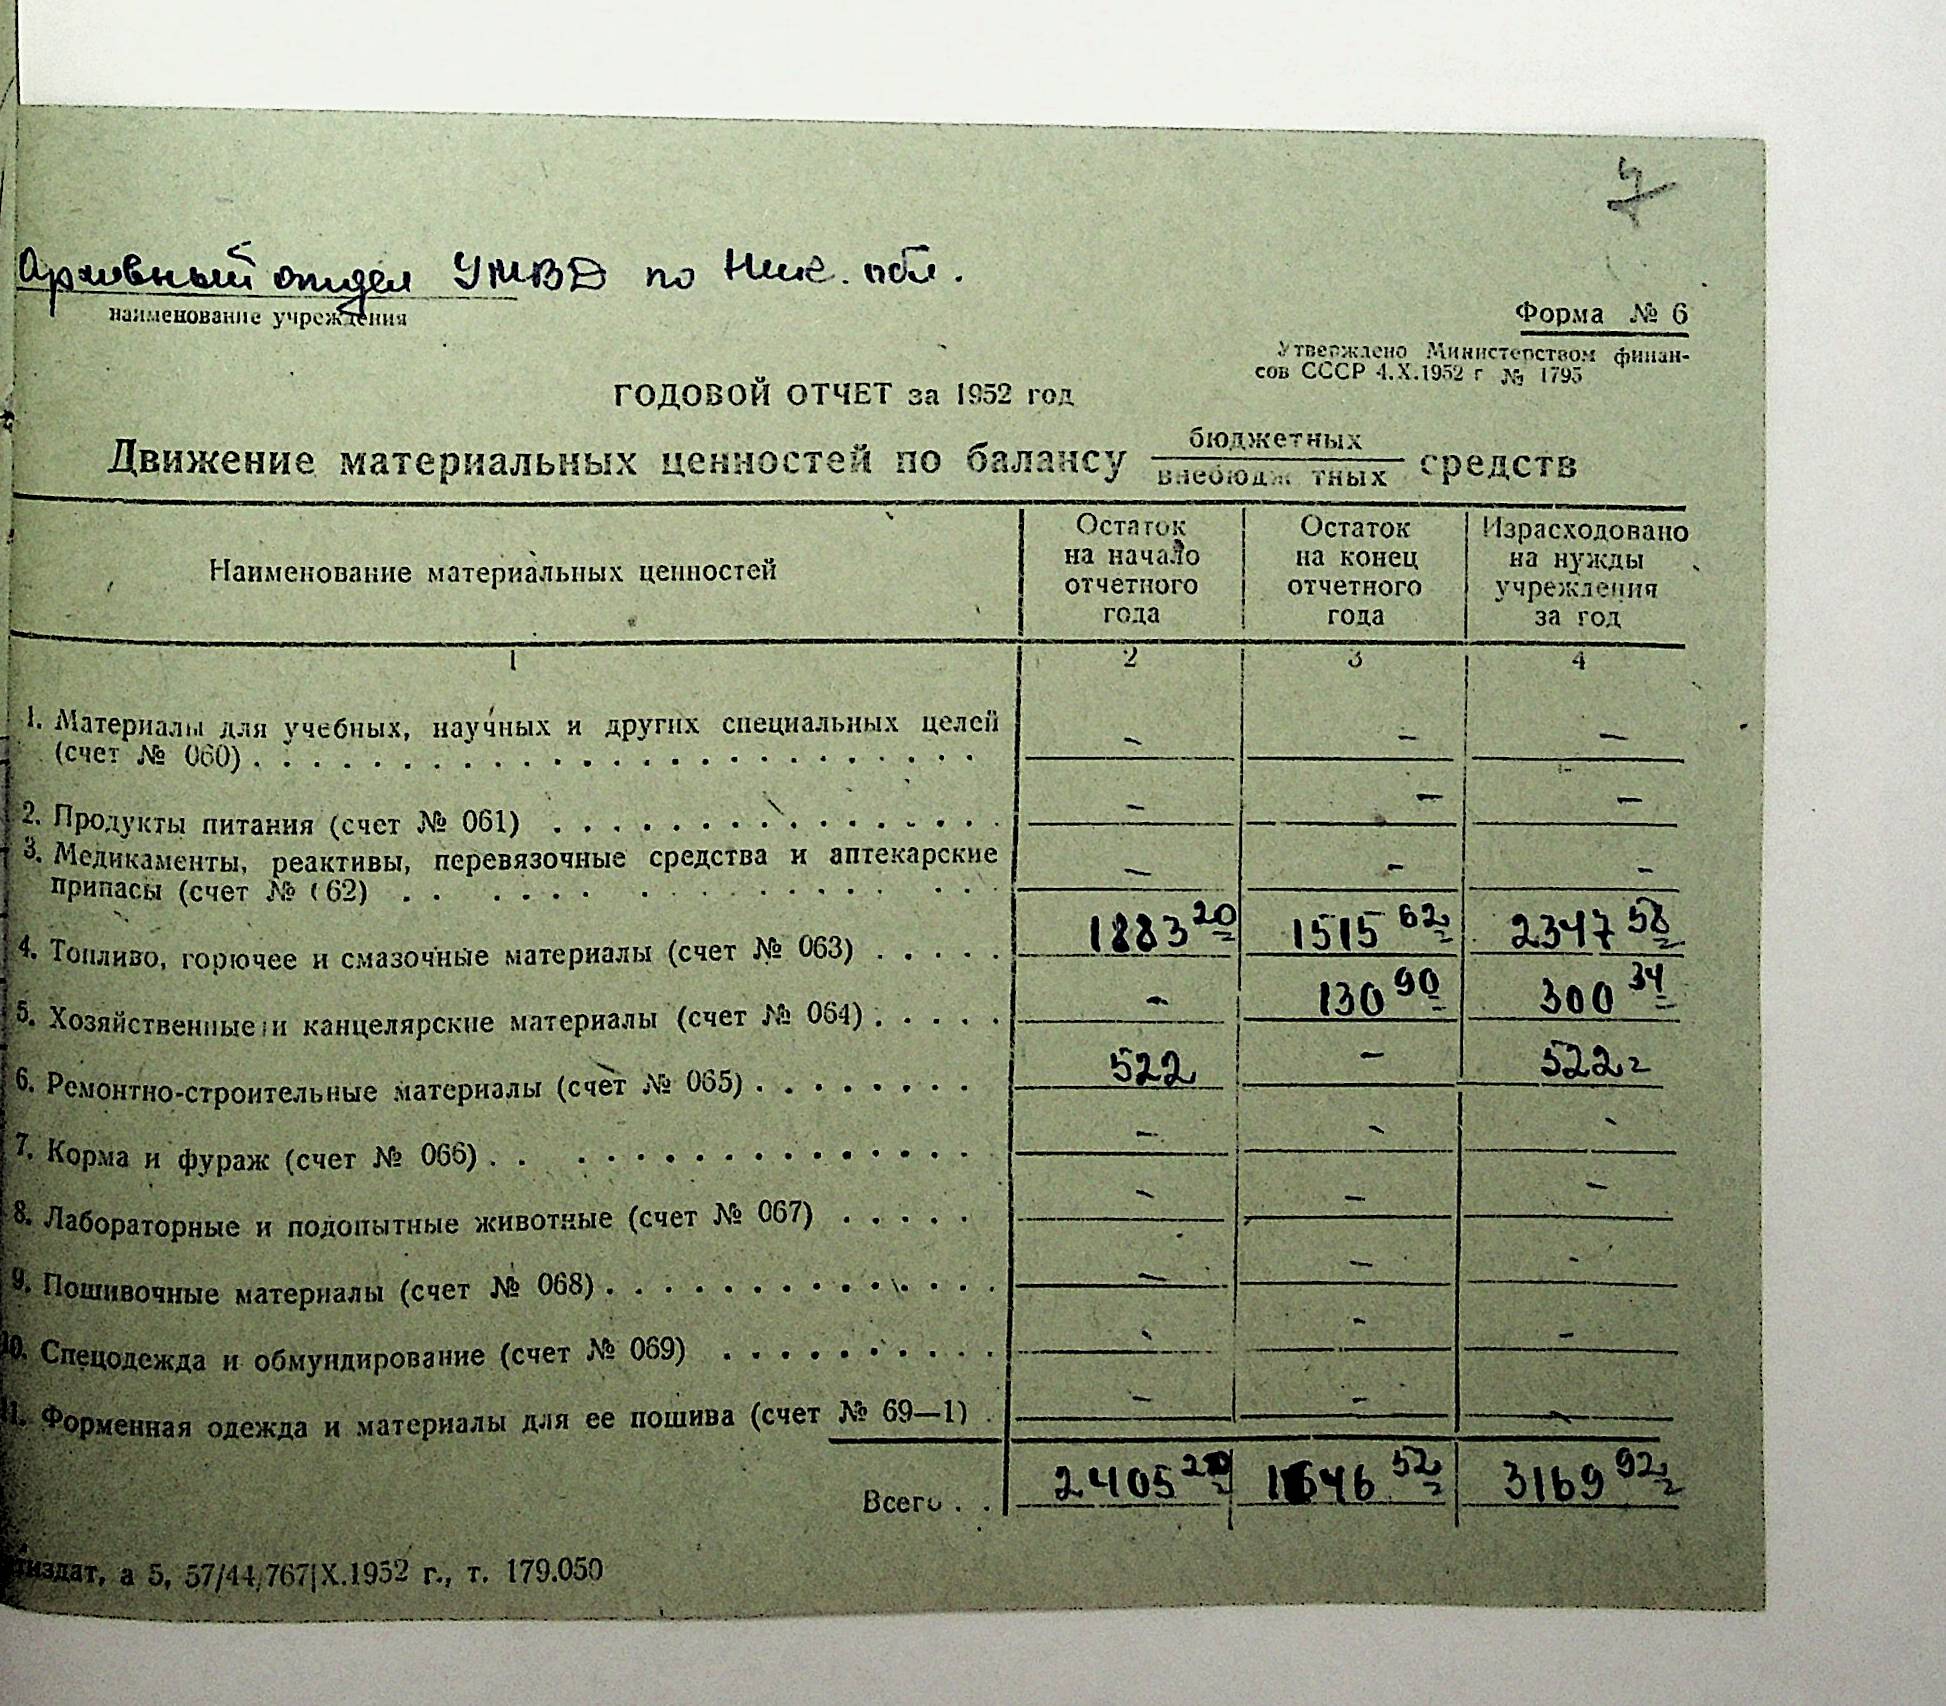 7
Архивный отдел УМВД по Ник. обл.
наименование учреждения
Форма № 6
Утверждено Министерством финан-
сов СССР 4.X.1952 г № 1795
ГОДОВОЙ ОТЧЕТ за 1952 год
Движение материальных ценностей по балансу бюджетных / внебюдж тных средств
Наименование материальных ценностей | Остаток на начало отчетного года | Остаток на конец отчетного года | Израсходовано на нужды учреждения за год
1 2 3 4
1. Материалы для учебных, научных и других специальных целей
(счет № 060) . . . . . – – –
2. Продукты питания (счет № 061) . . . . . – – –
3. Медикаменты, реактивы, перевязочные средства и аптекарские
припасы (счет № 062) . . . . . – – –
4. Топливо, горючее и смазочные материалы (счет № 063) . . . . . 1883 20 1515 62 2347 58
5. Хозяйственные и канцелярские материалы (счет № 064) . . . . . – 130 90 300 34
6. Ремонтно-строительные материалы (счет № 065) . . . . . 522 – 522
7. Корма и фураж (счет № 066) . . . . . – – –
8. Лабораторные и подопытные животные (счет № 067) . . . . . – – –
9. Пошивочные материалы (счет № 068) . . . . . – – –
10. Спецодежда и обмундирование (счет № 069) . . . . . – – –
11. Форменная одежда и материалы для ее пошива (счет № 69—1) . – – –
Всего . . 2405 20 1646 52 3169 92
издат, а 5, 57/44,767|X.1952 г., т. 179.050